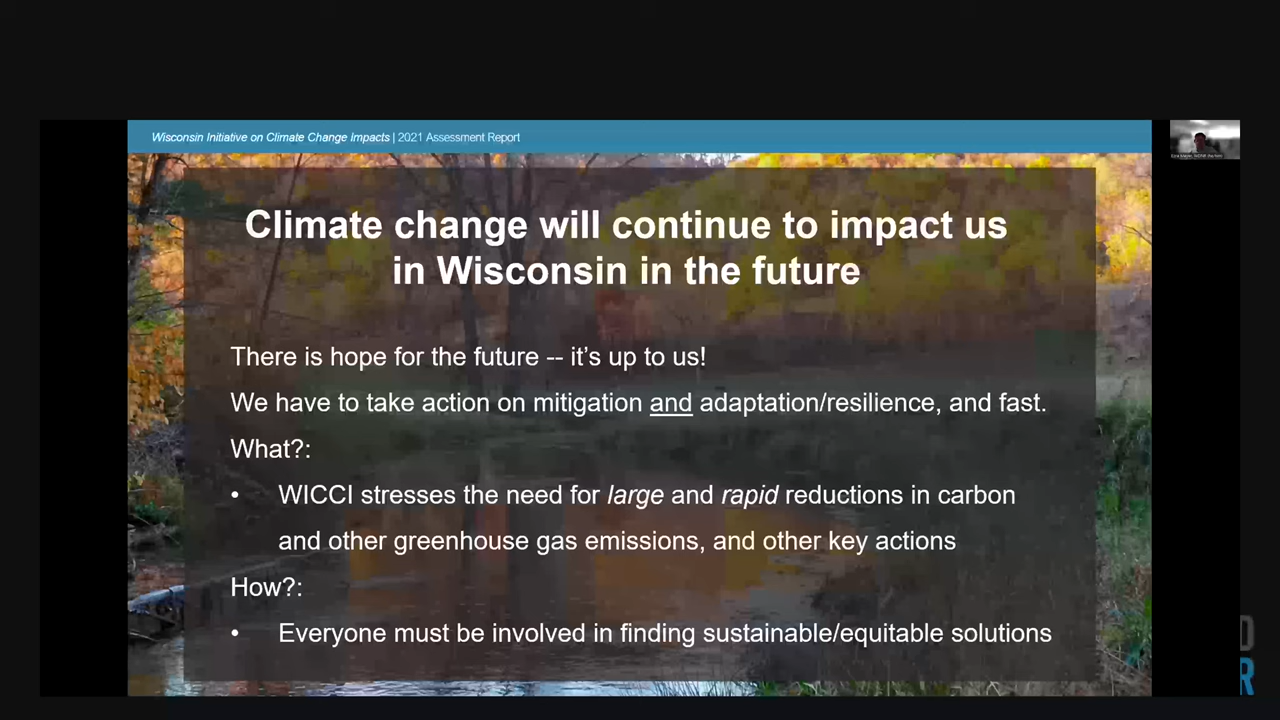 Wisconsin Initiative on Climate Change Impacts | 2021 Assessment Report
Climate change will continue to impact us
in Wisconsin in the future
There is hope for the future -- it's up to us!
We have to take action on mitigation and adaptation/resilience, and fast.
What?:
• WICCI stresses the need for large and rapid reductions in carbon
and other greenhouse gas emissions, and other key actions
How?:
• Everyone must be involved in finding sustainable/equitable solutions
D
R